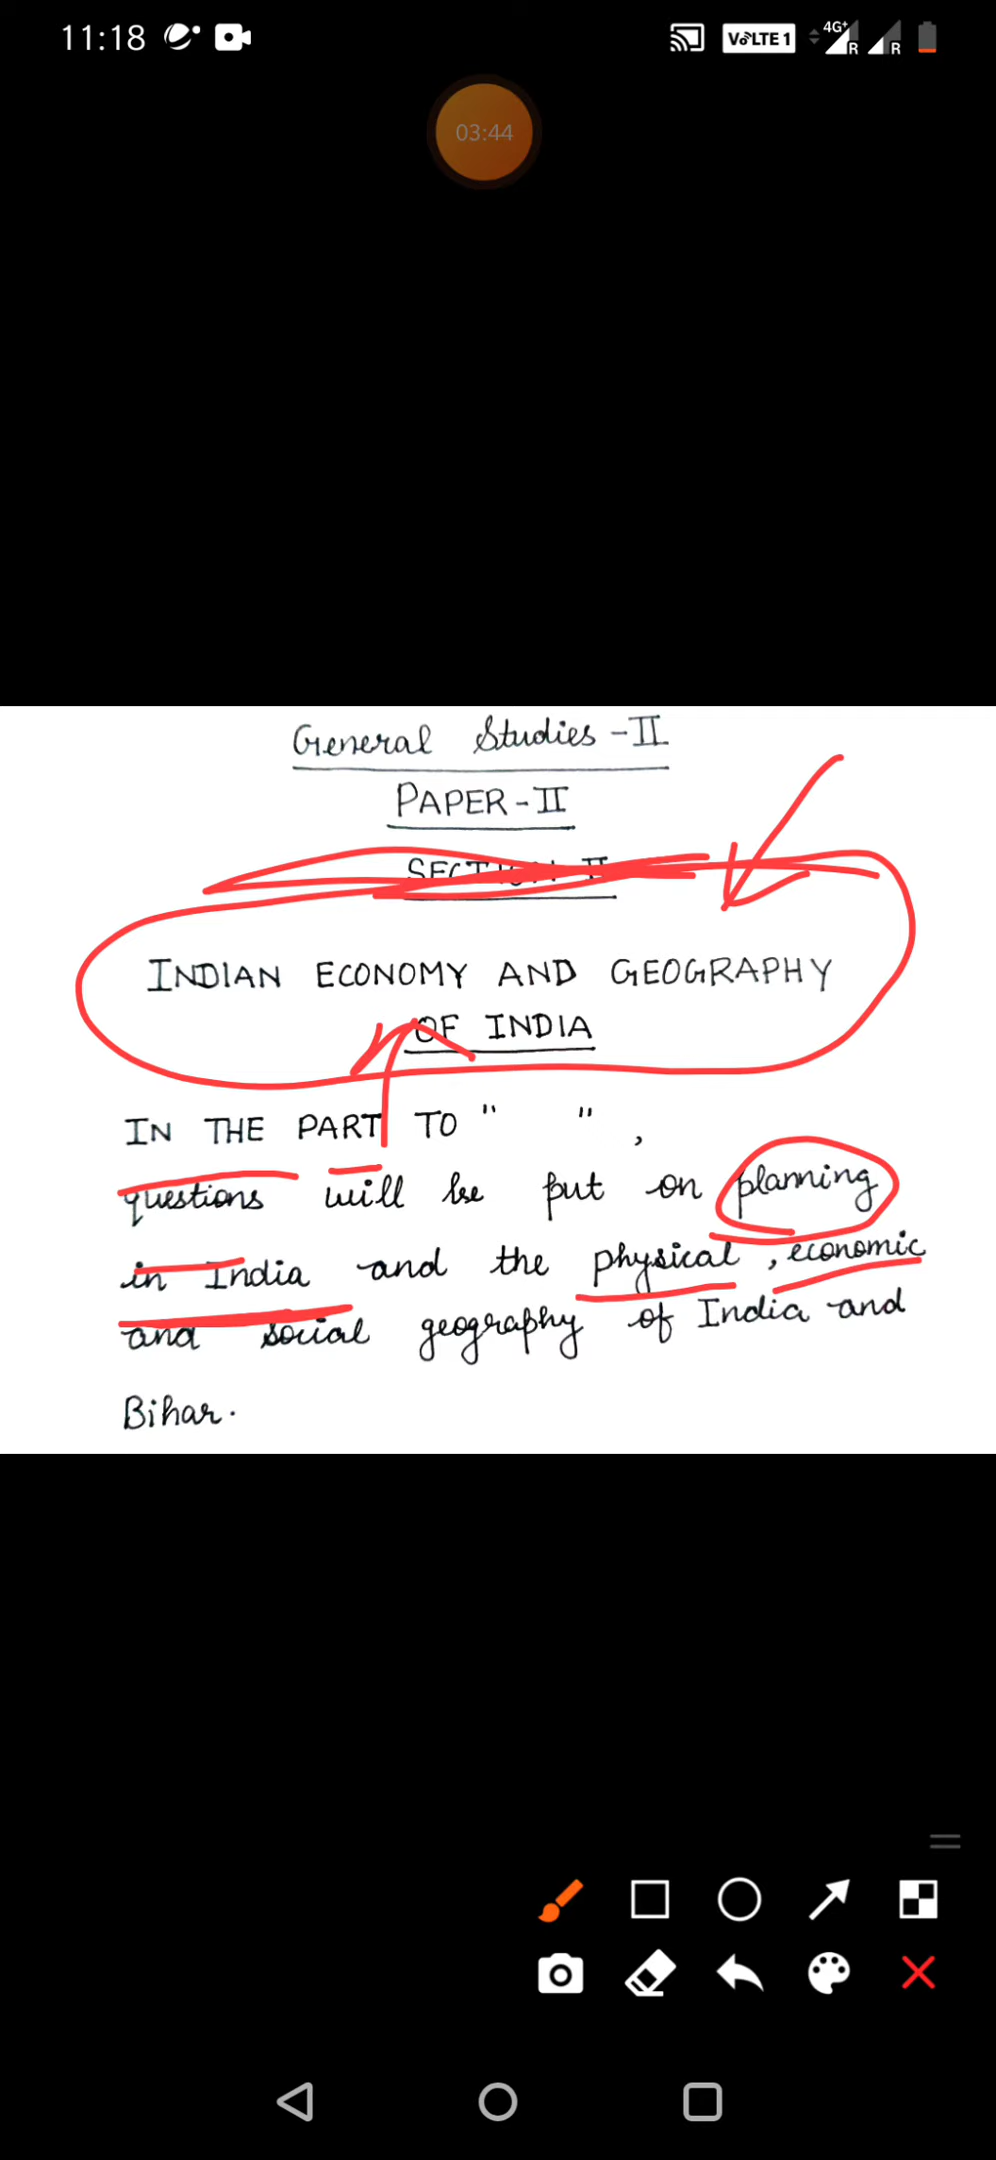 11:18
VoLTE 1
4G+
R
R
03:44
General Studies - II
PAPER - II
SECTION II
INDIAN ECONOMY AND GEOGRAPHY
OF INDIA
IN THE PART TO " " ,
questions will be put on planning
in India and the physical , economic
and social geography of India and
Bihar.